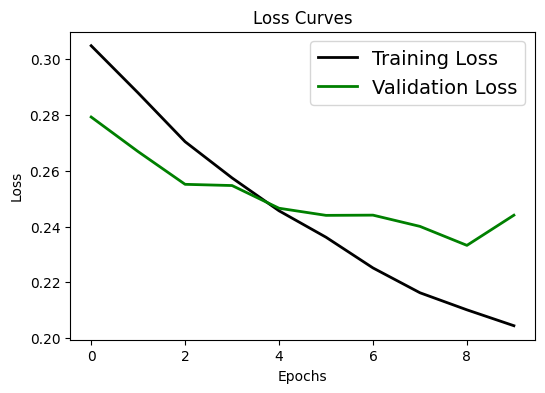 Loss Curves
Training Loss
Validation Loss
0.30
0.28
0.26
0.24
0.22
0.20
Loss
0 2 4 6 8
Epochs